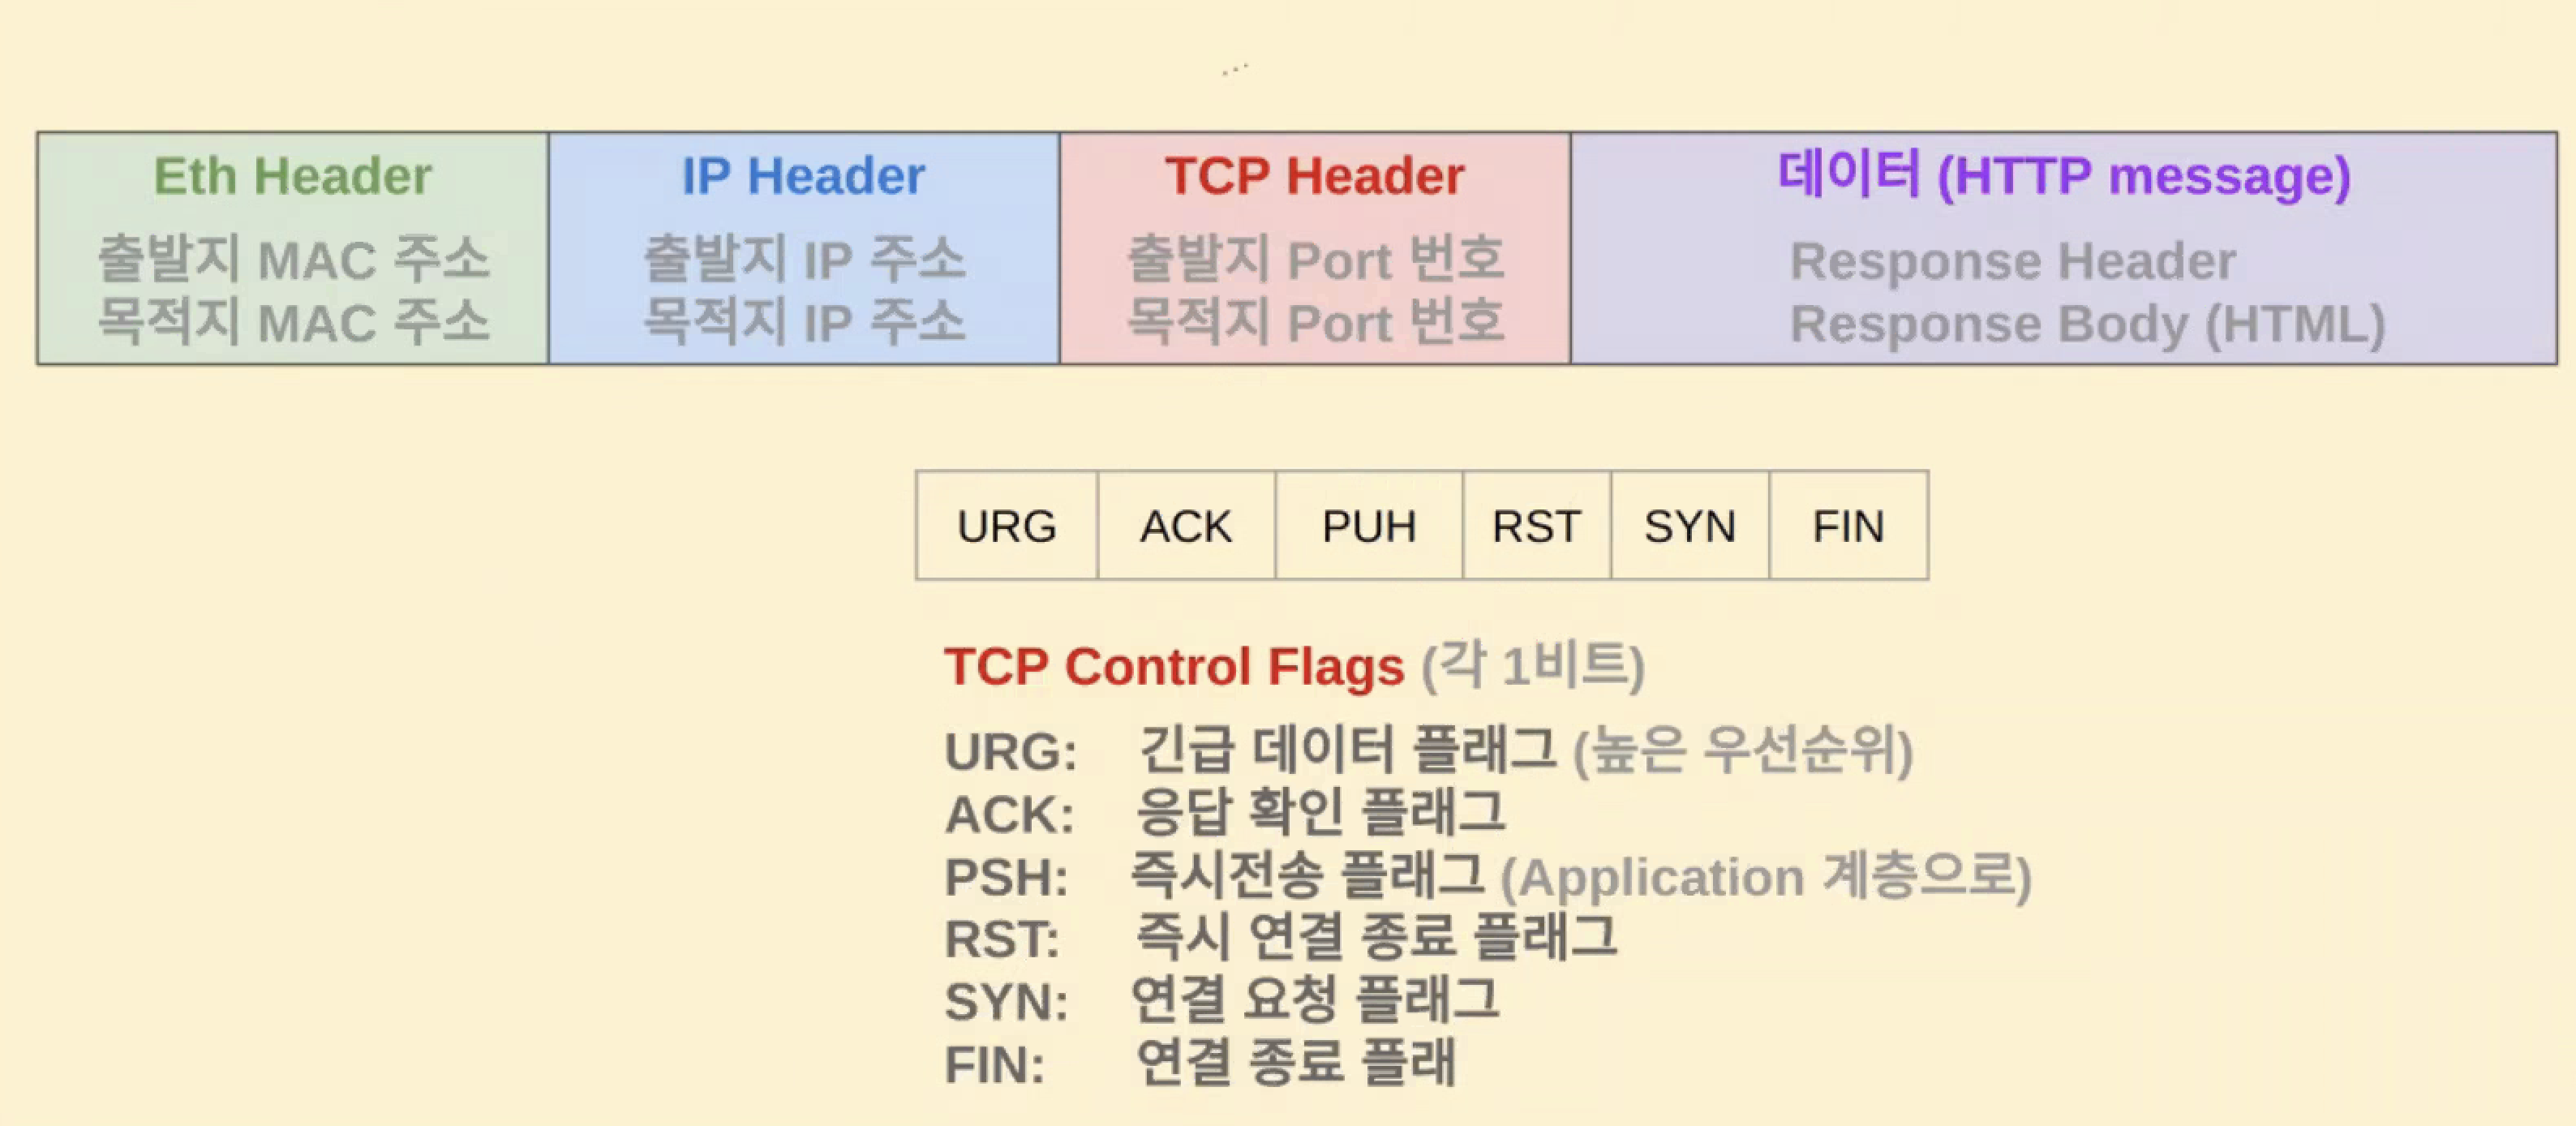 Eth Header
출발지 MAC 주소
목적지 MAC 주소
IP Header
출발지 IP 주소
목적지 IP 주소
TCP Header
출발지 Port 번호
목적지 Port 번호
데이터 (HTTP message)
Response Header
Response Body (HTML)
URG ACK PUH RST SYN FIN
TCP Control Flags (각 1비트)
URG: 긴급 데이터 플래그 (높은 우선순위)
ACK: 응답 확인 플래그
PSH: 즉시전송 플래그 (Application 계층으로)
RST: 즉시 연결 종료 플래그
SYN: 연결 요청 플래그
FIN: 연결 종료 플래